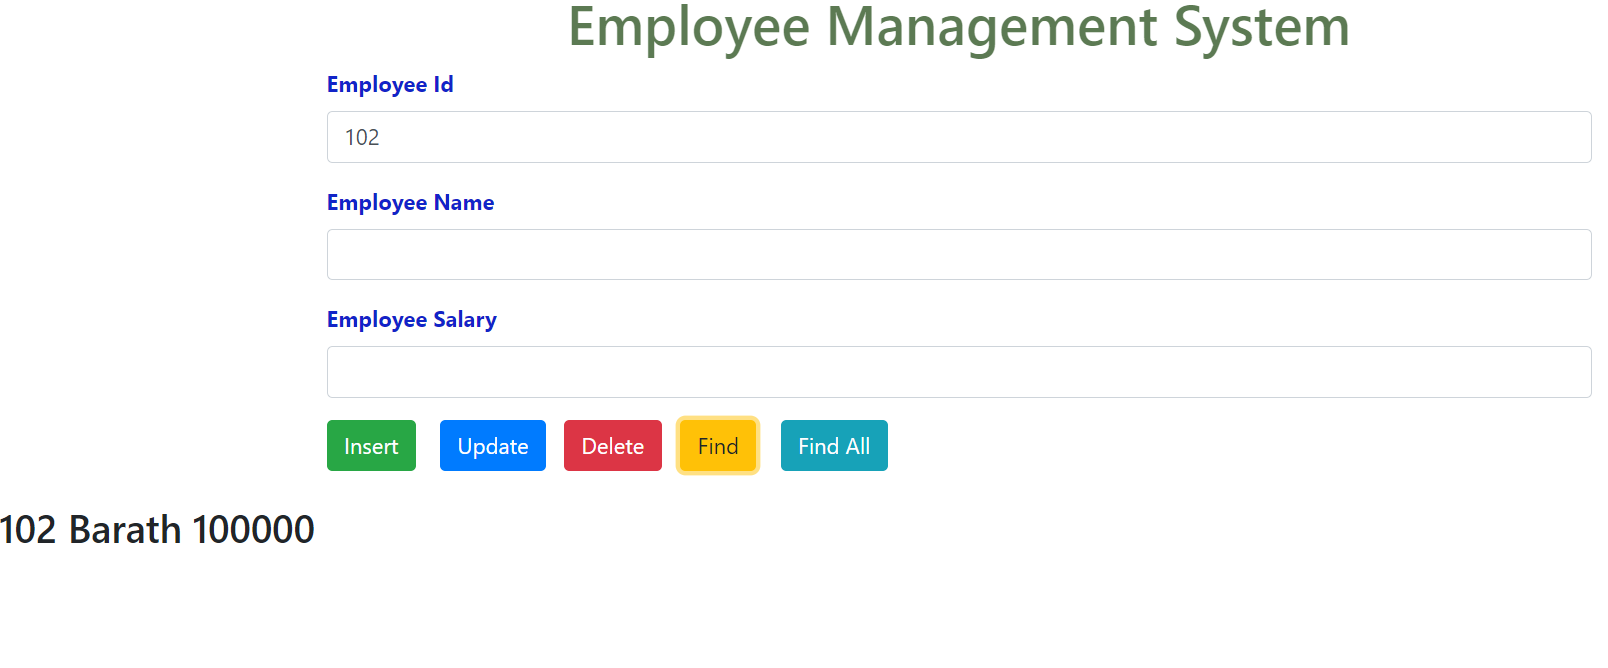 Employee Management System
Employee Id
102
Employee Name
Employee Salary
Insert Update Delete Find Find All
102 Barath 100000